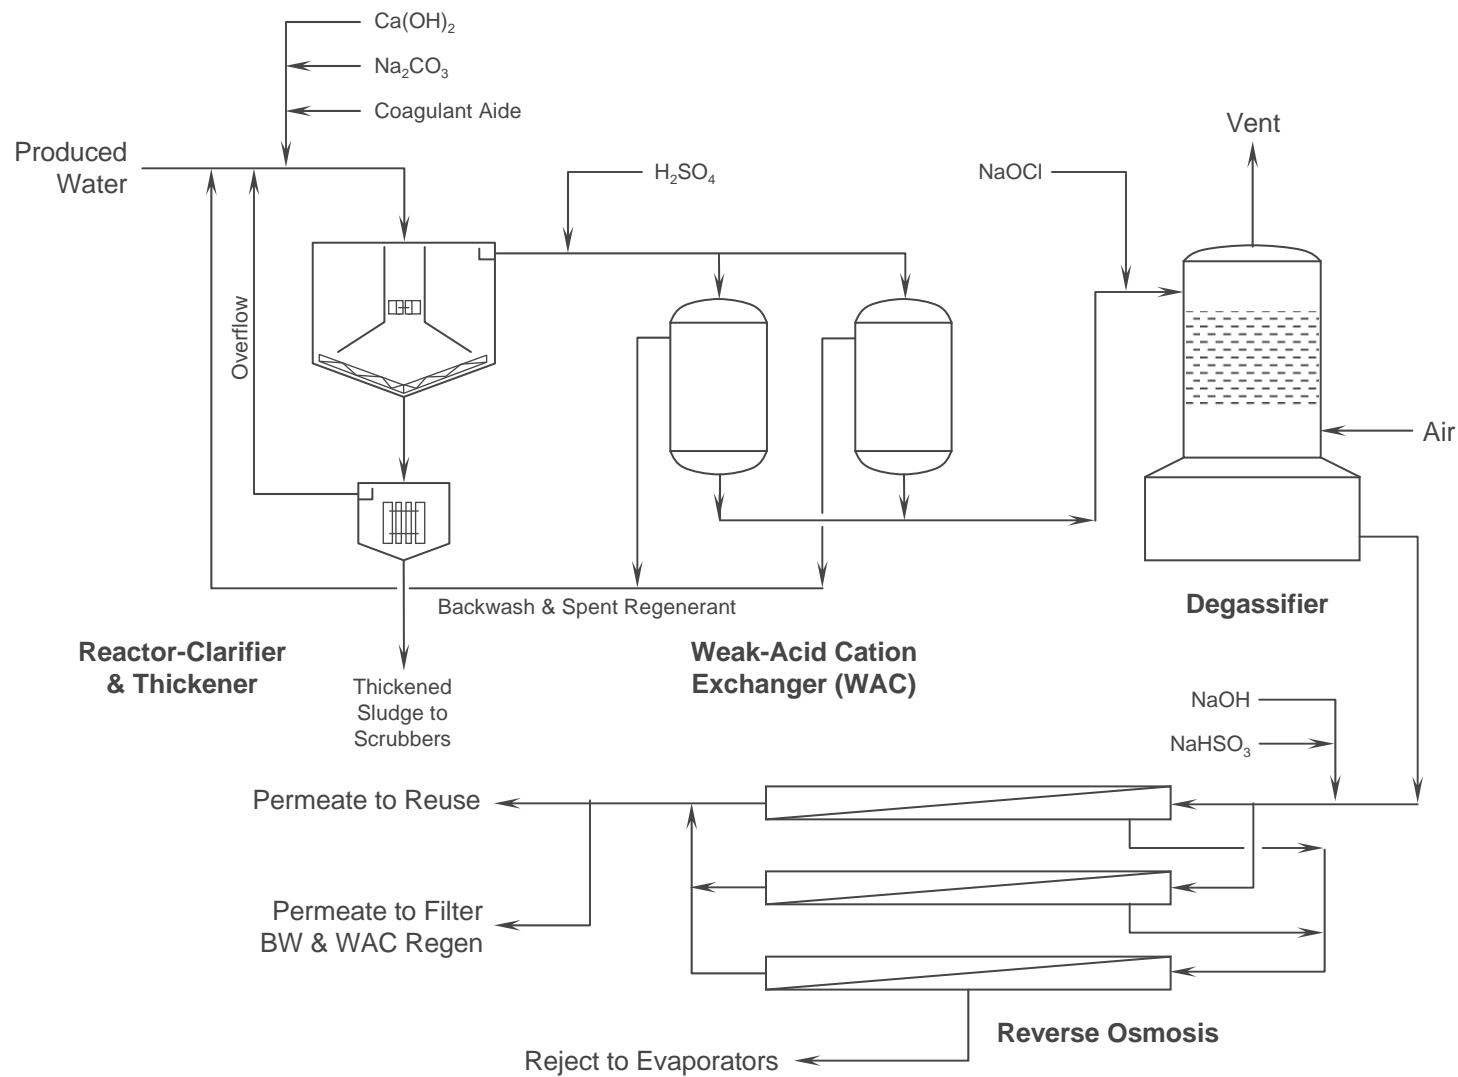 Ca(OH)₂
Na₂CO₃
Coagulant Aide
Produced
Water
H₂SO₄
NaOCl
Vent
Overflow
Air
Backwash & Spent Regenerant
Degassifier
Reactor-Clarifier
& Thickener
Weak-Acid Cation
Exchanger (WAC)
Thickened
Sludge to
Scrubbers
NaOH
NaHSO₃
Permeate to Reuse
Permeate to Filter
BW & WAC Regen
Reverse Osmosis
Reject to Evaporators